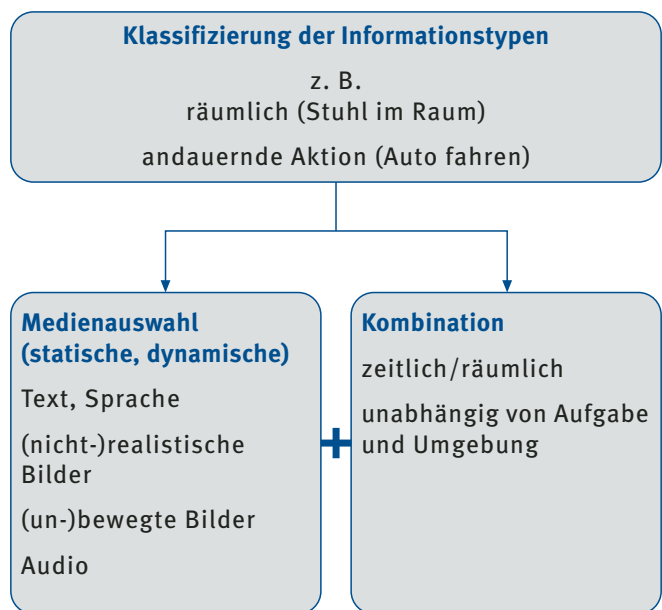 Klassifizierung der Informationstypen
z. B.
räumlich (Stuhl im Raum)
andauernde Aktion (Auto fahren)
Medienauswahl
(statische, dynamische)
Text, Sprache
(nicht-)realistische
Bilder
(un-)bewegte Bilder
Audio
+
Kombination
zeitlich/räumlich
unabhängig von Aufgabe
und Umgebung